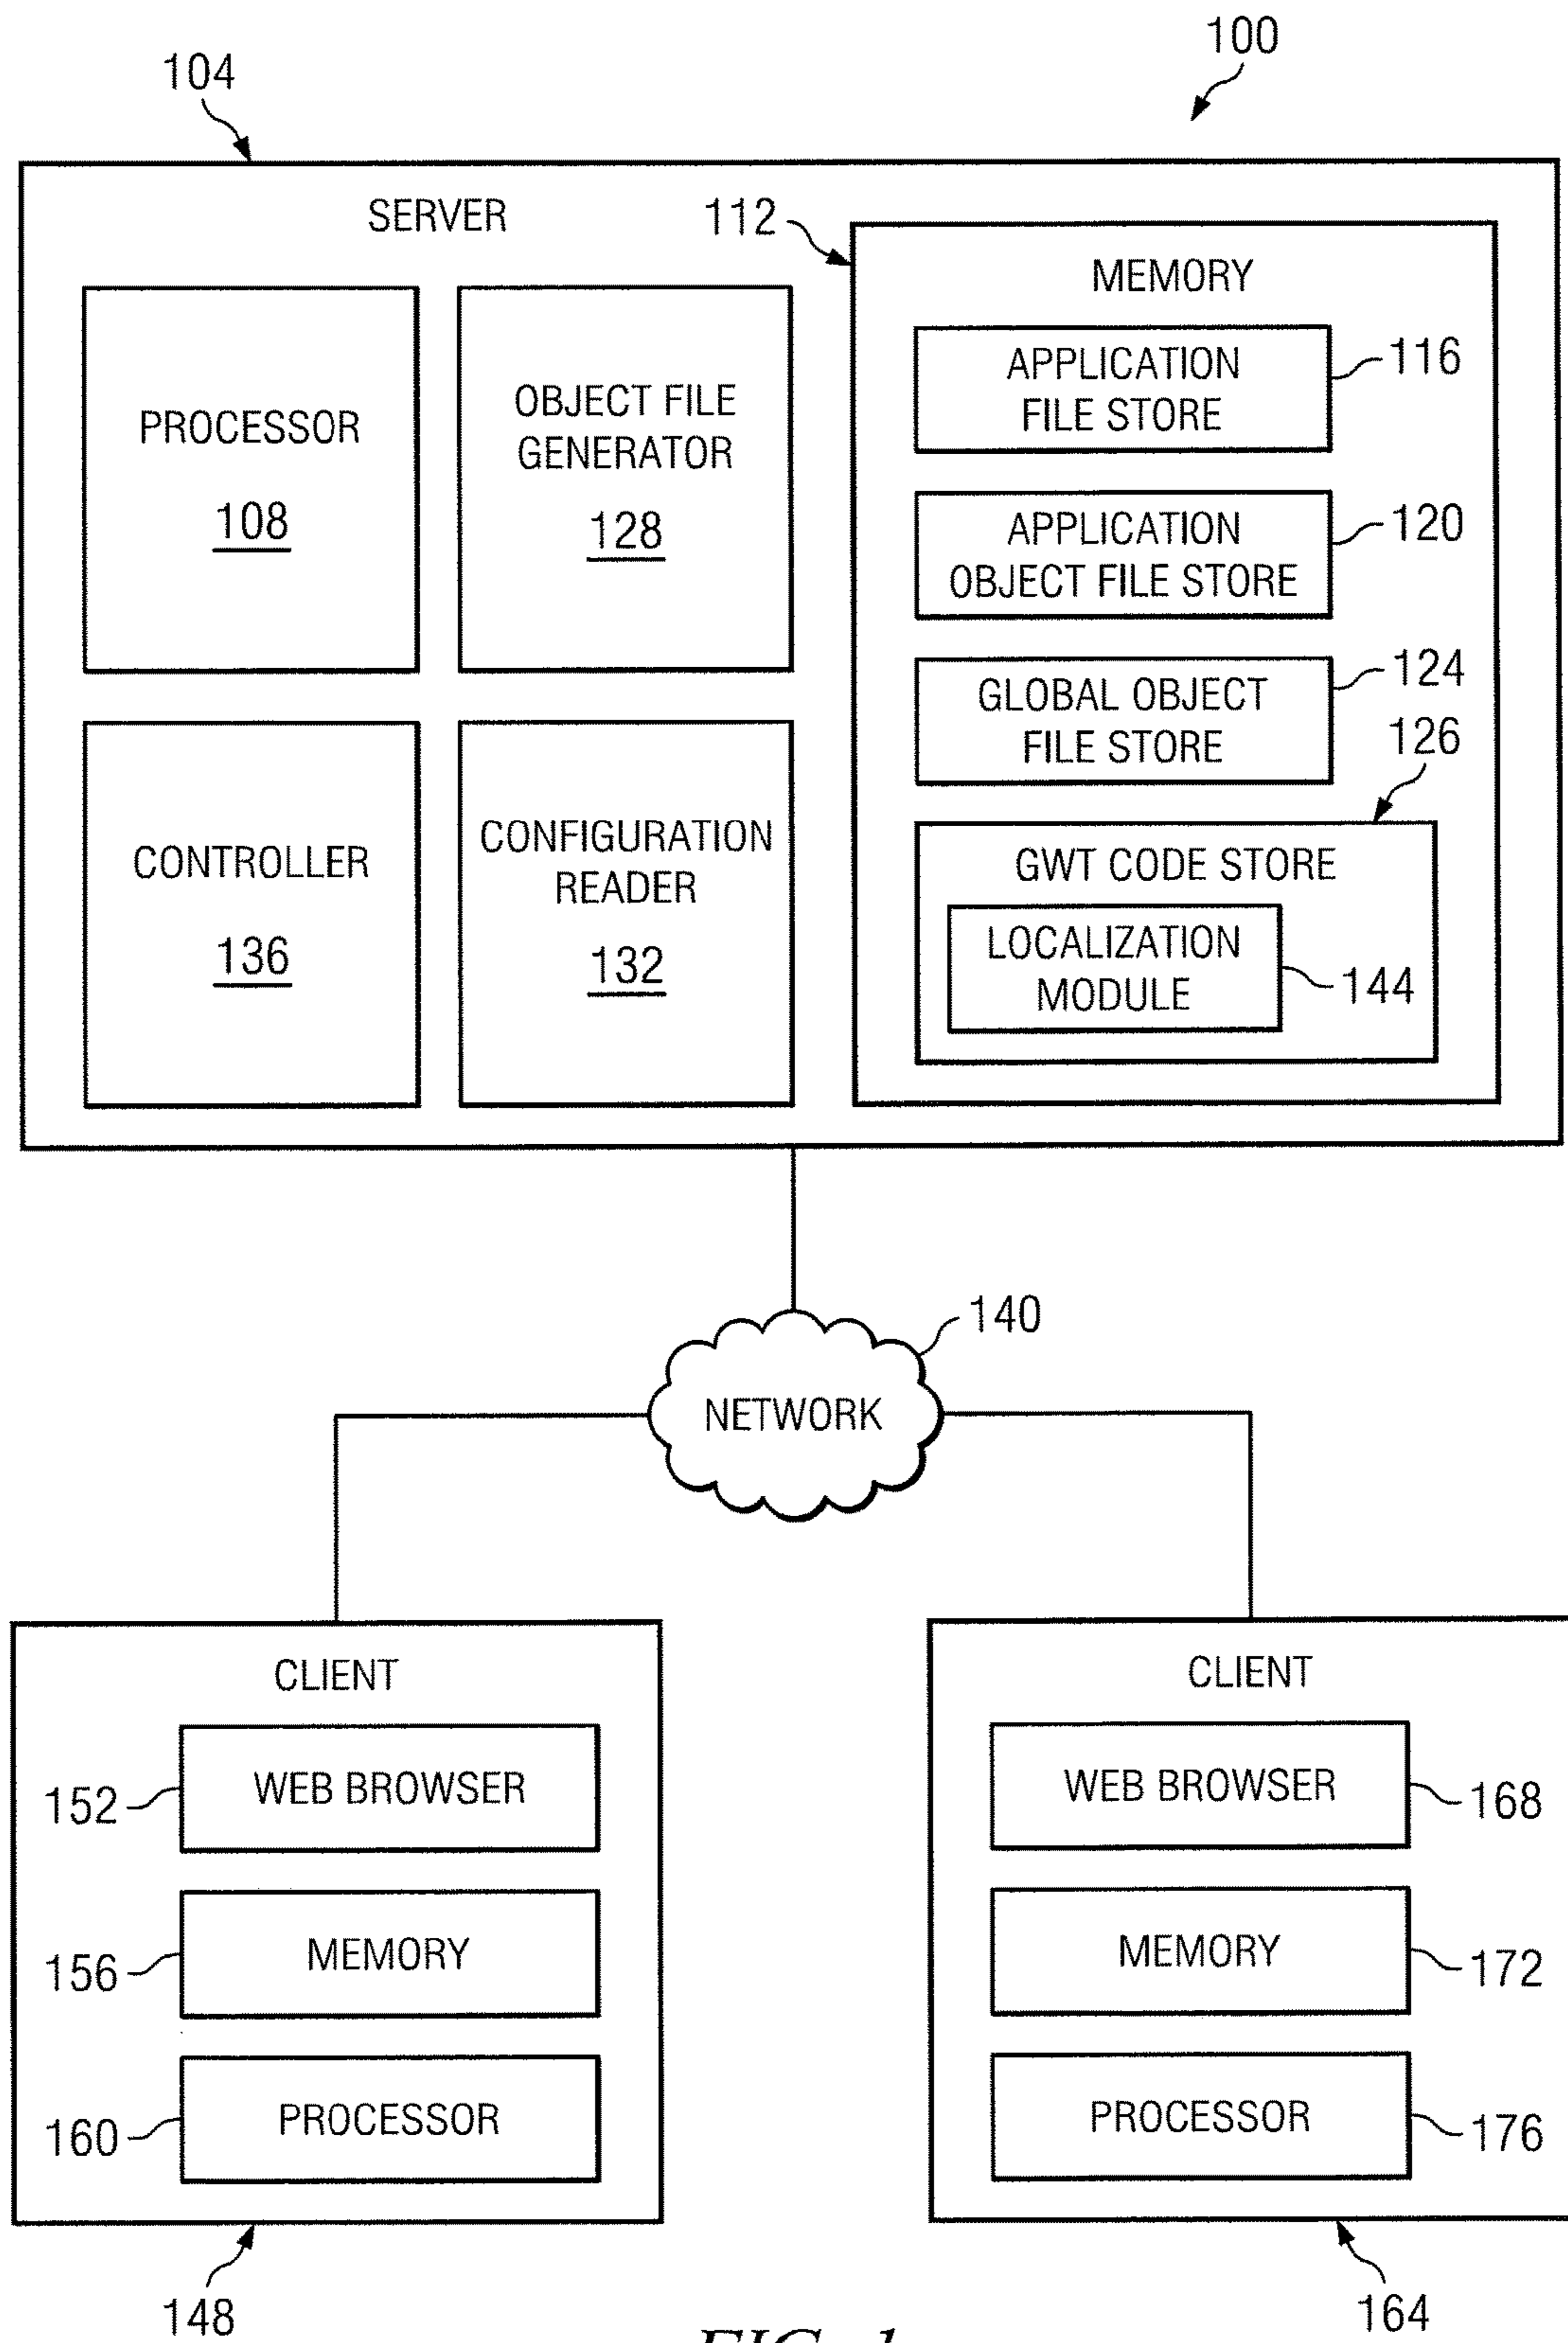 100
104
SERVER
112
MEMORY
PROCESSOR
108
OBJECT FILE
GENERATOR
128
APPLICATION
FILE STORE
116
APPLICATION
OBJECT FILE STORE
120
GLOBAL OBJECT
FILE STORE
124
126
CONTROLLER
136
CONFIGURATION
READER
132
GWT CODE STORE
LOCALIZATION
MODULE
144
140
NETWORK
CLIENT
WEB BROWSER
152
MEMORY
156
PROCESSOR
160
148
CLIENT
WEB BROWSER
168
MEMORY
172
PROCESSOR
176
164